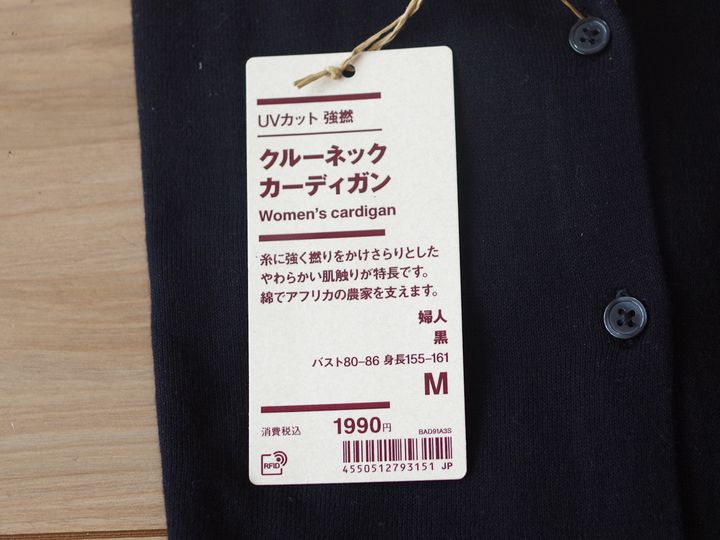 UVカット 強撚
クルーネック
カーディガン
Women's cardigan
糸に強く撚りをかけさらりとした
やわらかい肌触りが特長です。
綿でアフリカの農家を支えます。
婦人
黒
バスト80-86 身長155-161
M
消費税込 1990円 BAD91A3S
RFID
4550512793151 JP